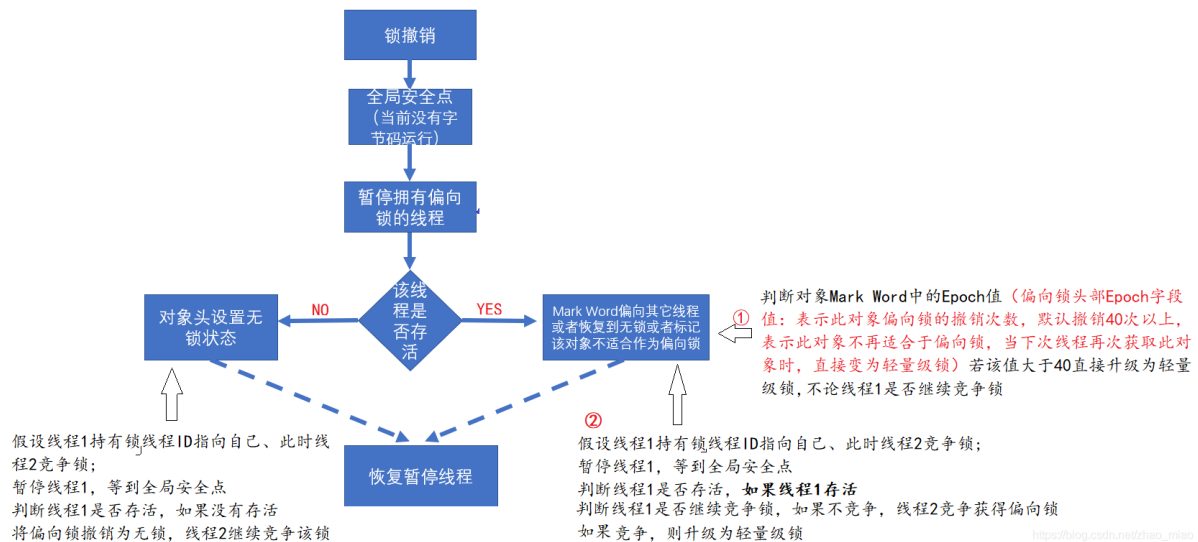 锁撤销
全局安全点
（当前没有字
节码运行）
暂停拥有偏向
锁的线程
该线
程是
否存
活
NO
YES
对象头设置无
锁状态
Mark Word偏向其它线程
或者恢复到无锁或者标记
该对象不适合作为偏向锁
恢复暂停线程
①
判断对象Mark Word中的Epoch值（偏向锁头部Epoch字段
值：表示此对象偏向锁的撤销次数，默认撤销40次以上，
表示此对象不再适合于偏向锁，当下次线程再次获取此对
象时，直接变为轻量级锁）若该值大于40直接升级为轻量
级锁,不论线程1是否继续竞争锁
假设线程1持有锁线程ID指向自己、此时线
程2竞争锁；
暂停线程1，等到全局安全点
判断线程1是否存活，如果没有存活
将偏向锁撤销为无锁，线程2继续竞争该锁
②
假设线程1持有锁线程ID指向自己、此时线程2竞争锁；
暂停线程1，等到全局安全点
判断线程1是否存活，如果线程1存活
判断线程1是否继续竞争锁，如果不竞争，线程2竞争获得偏向锁
如果 竞争，则升级为轻量级锁
https://blog.csdn.net/zhao_miao